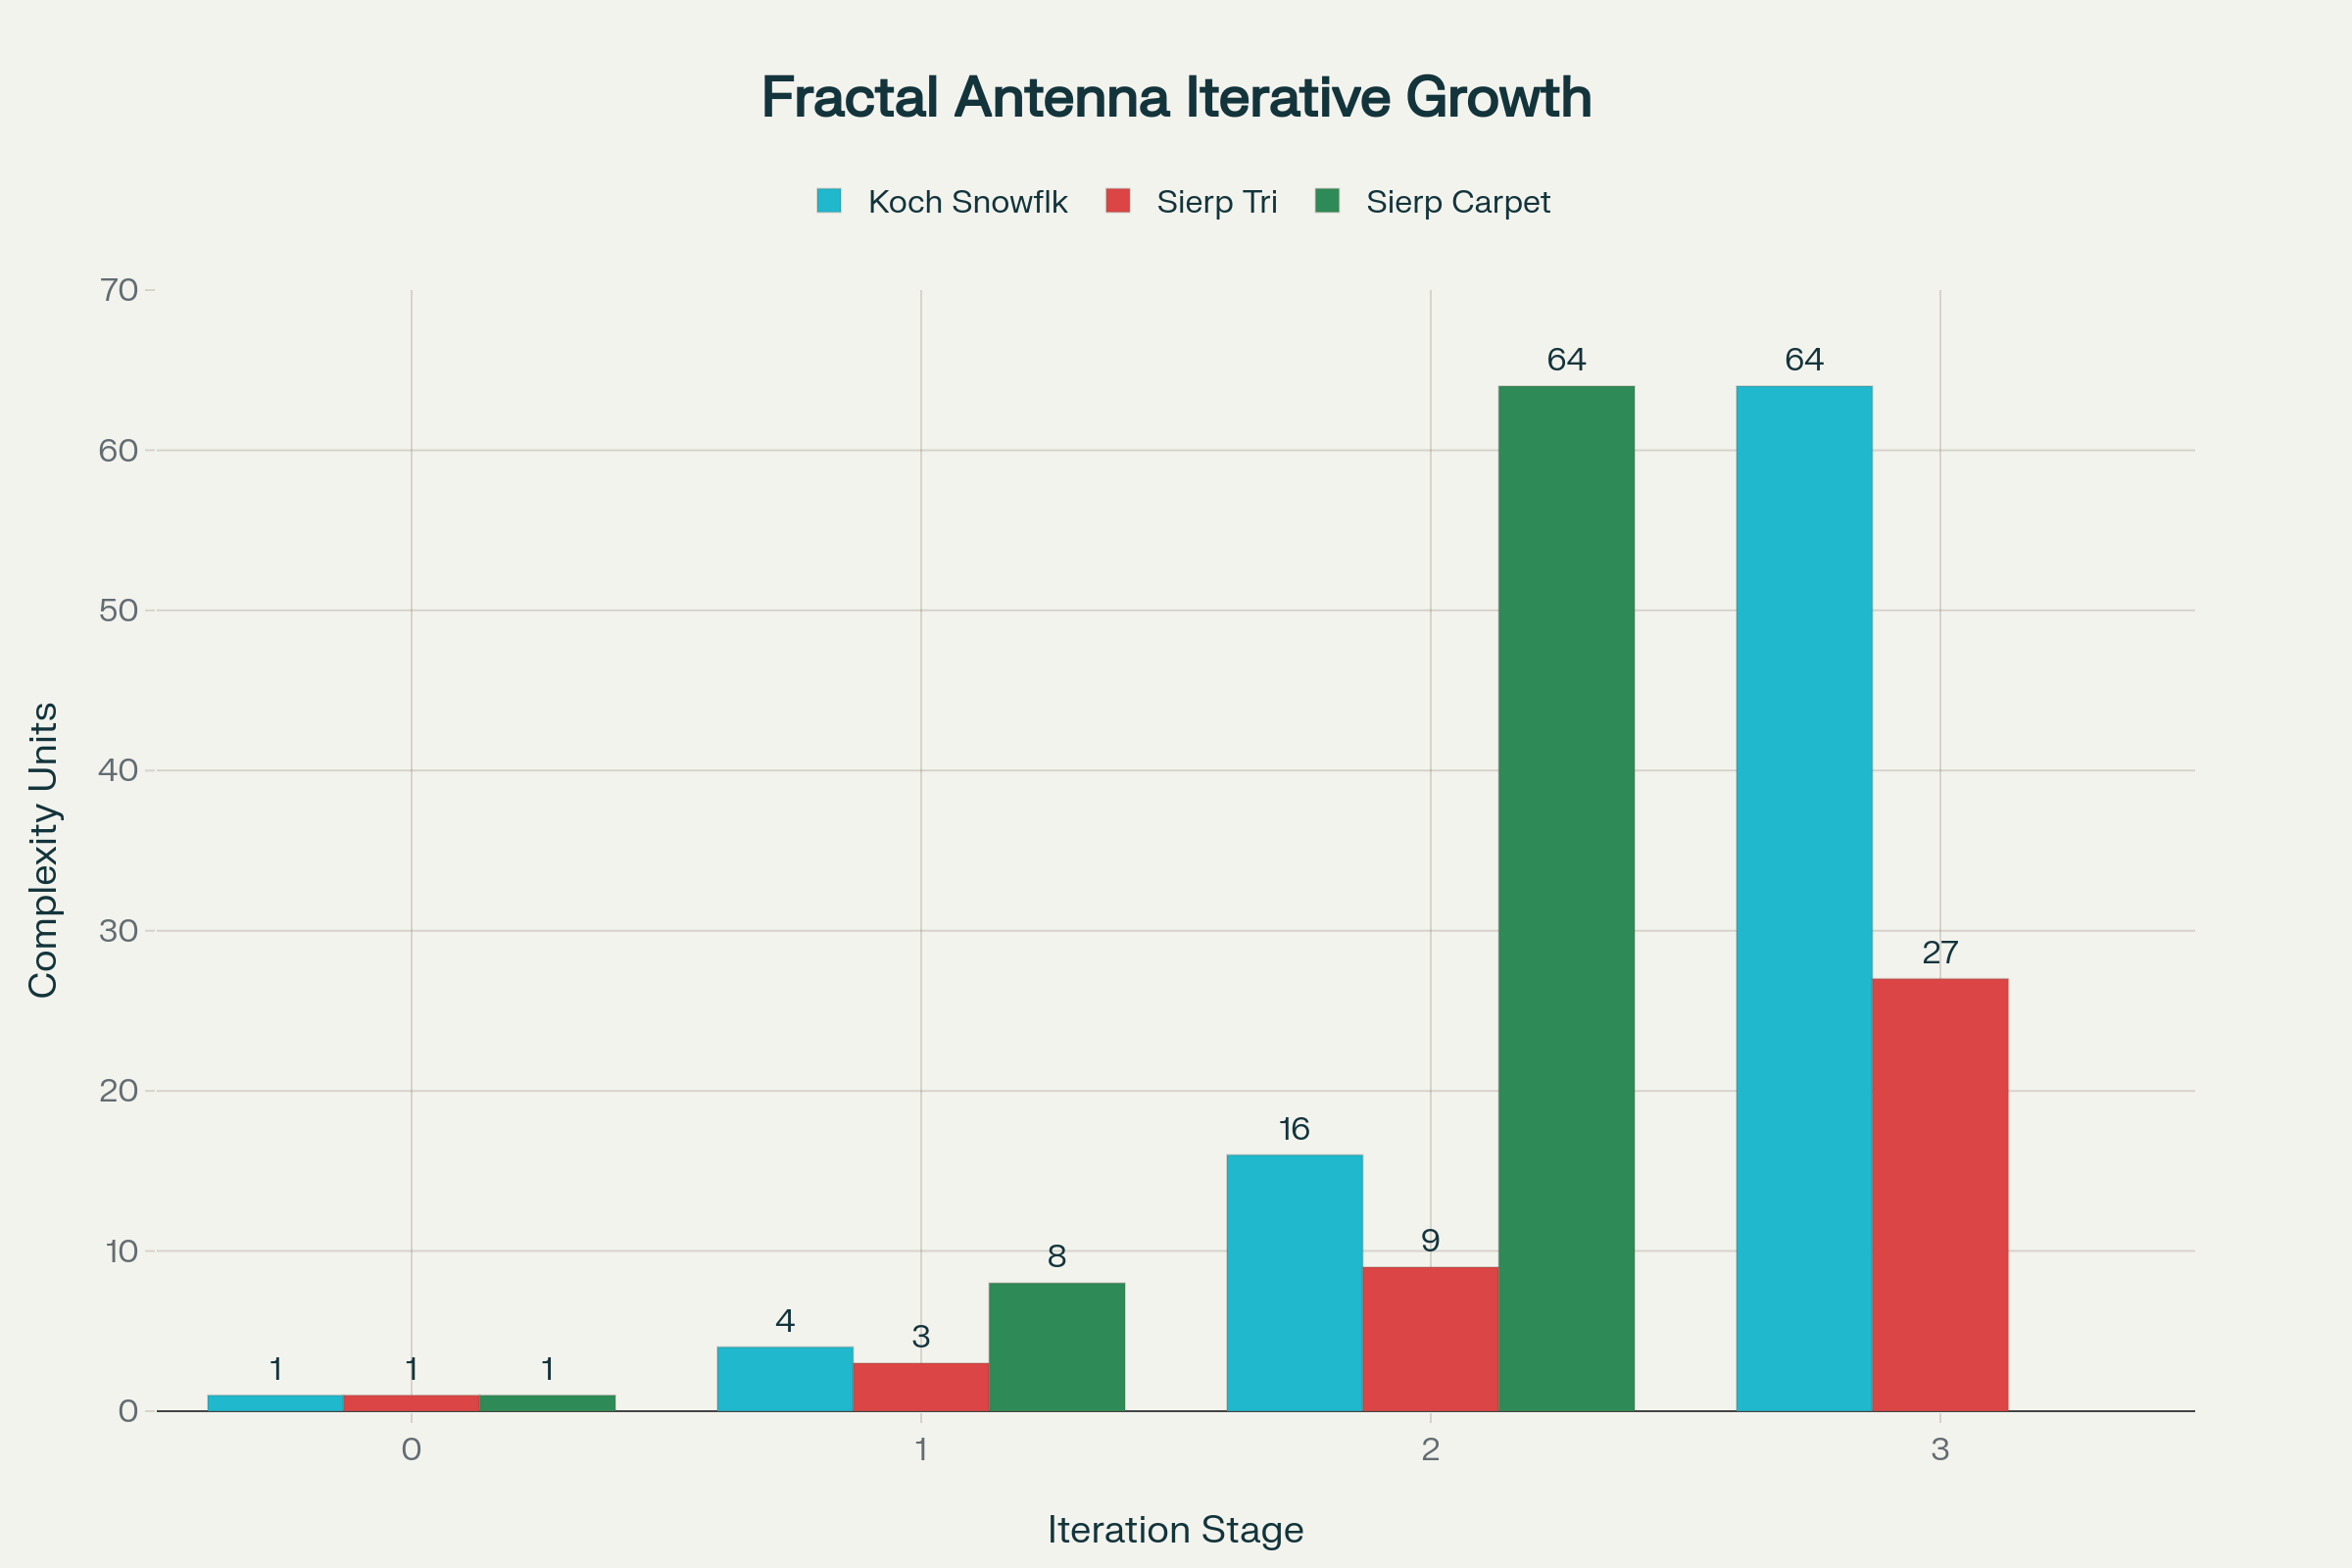 Fractal Antenna Iterative Growth
Koch Snowflk Sierp Tri Sierp Carpet
70
60
50
40
30
20
10
0
Complexity Units
1 1 1
4 3 8
16 9 64
64 27
0 1 2 3
Iteration Stage